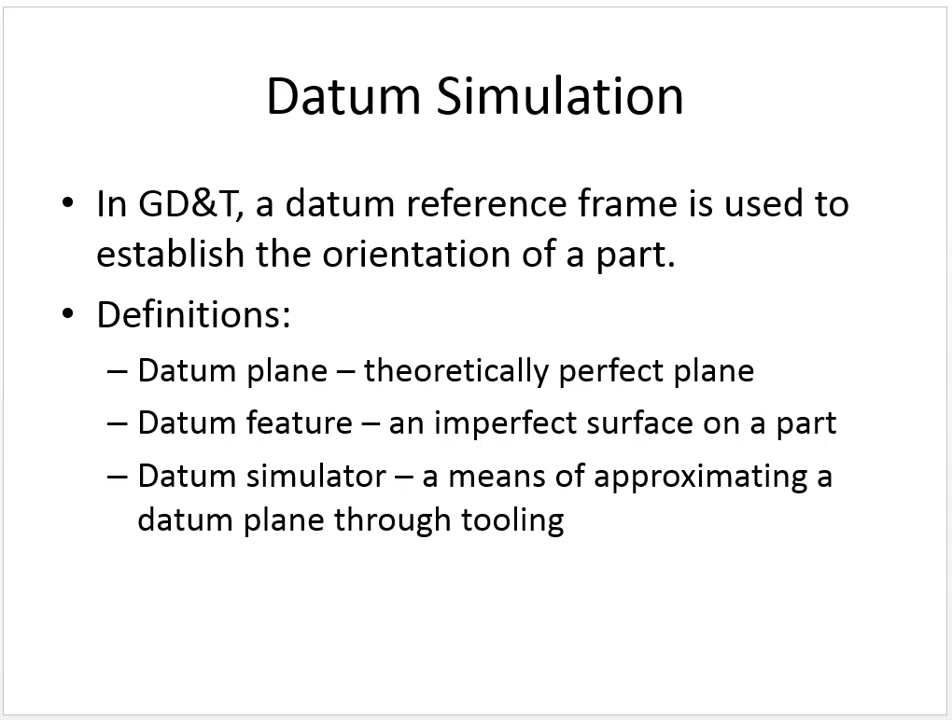 Datum Simulation
• In GD&T, a datum reference frame is used to
establish the orientation of a part.
• Definitions:
– Datum plane – theoretically perfect plane
– Datum feature – an imperfect surface on a part
– Datum simulator – a means of approximating a
datum plane through tooling